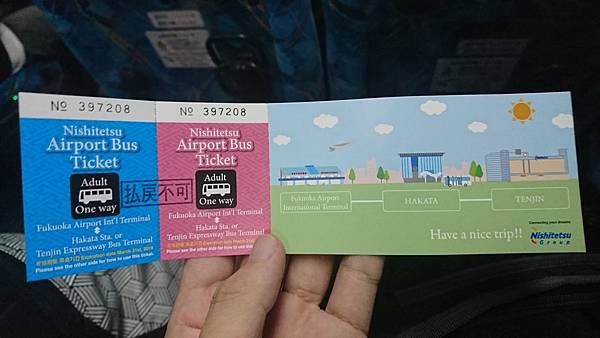 No 397208
Nishitetsu
Airport Bus
Ticket
Adult
One way
Fukuoka Airport Int'l Terminal
Hakata Sta. or
Tenjin Expressway Bus Terminal
Please see the other side for how to use this ticket.
払戻不可
No 397208
Nishitetsu
Airport Bus
Ticket
Adult
One way
Fukuoka Airport Int'l Terminal
Hakata Sta. or
Tenjin Expressway Bus Terminal
Please see the other side for how to use this
Fukuoka Airport
International Terminal
HAKATA
TENJIN
Have a nice trip!!
Connecting your dreams
Nishitetsu
Group